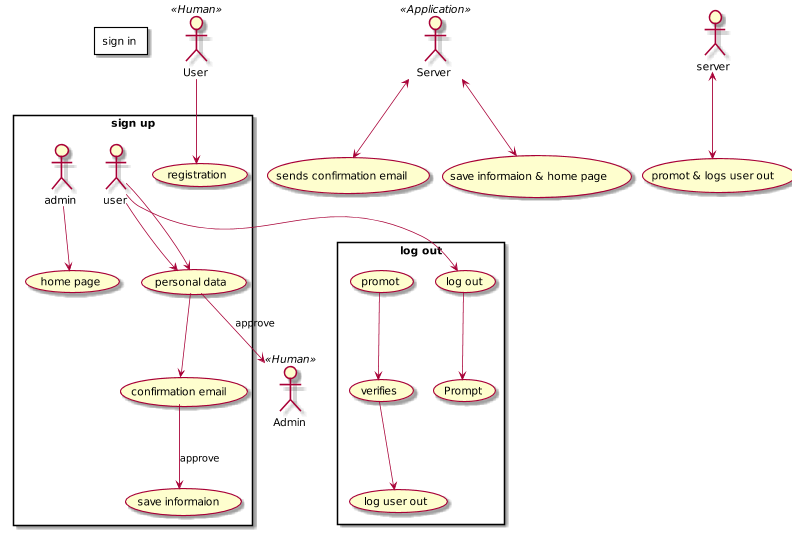 «Human»
«Application»
sign in
User
Server
server
sign up
registration
sends confirmation email
save informaion & home page
promot & logs user out
admin
user
log out
home page
personal data
promot
log out
approve
«Human»
confirmation email
verifies
Prompt
Admin
approve
save informaion
log user out